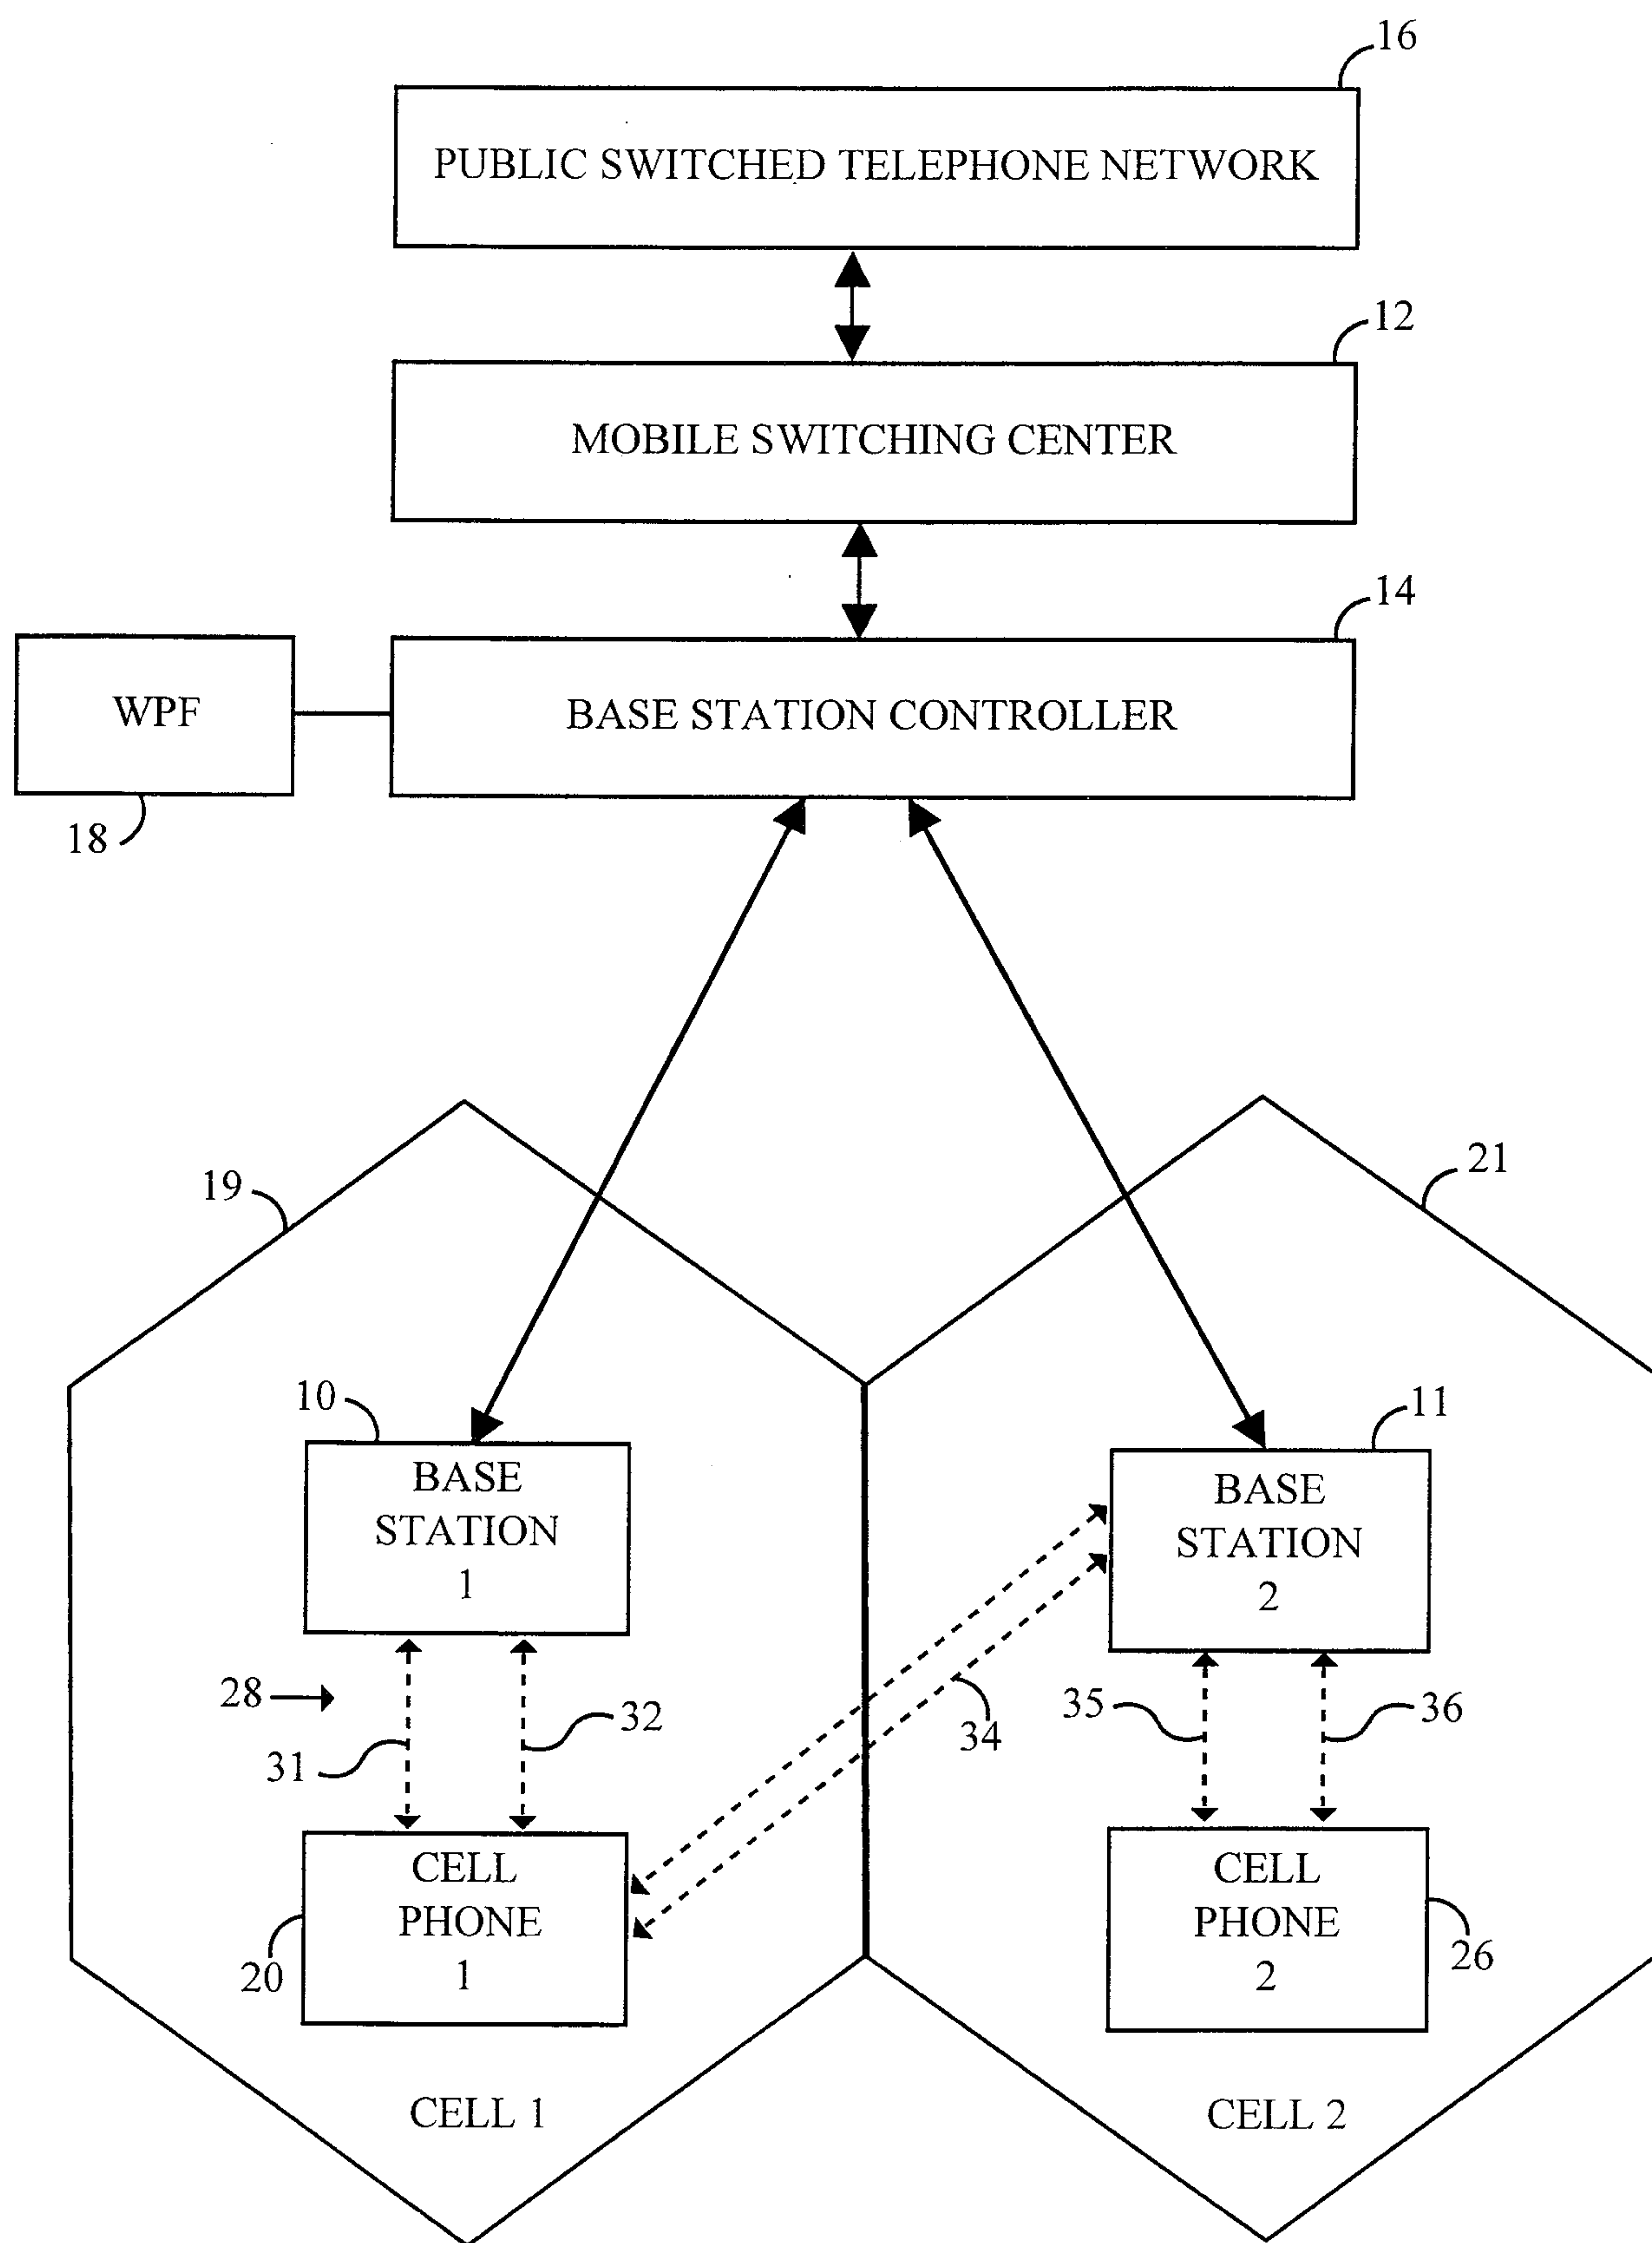 16
PUBLIC SWITCHED TELEPHONE NETWORK
12
MOBILE SWITCHING CENTER
14
WPF
BASE STATION CONTROLLER
18
19
21
10
11
BASE
STATION
1
BASE
STATION
2
28
32
31
34
35
36
CELL
PHONE
1
CELL
PHONE
2
20
26
CELL 1
CELL 2